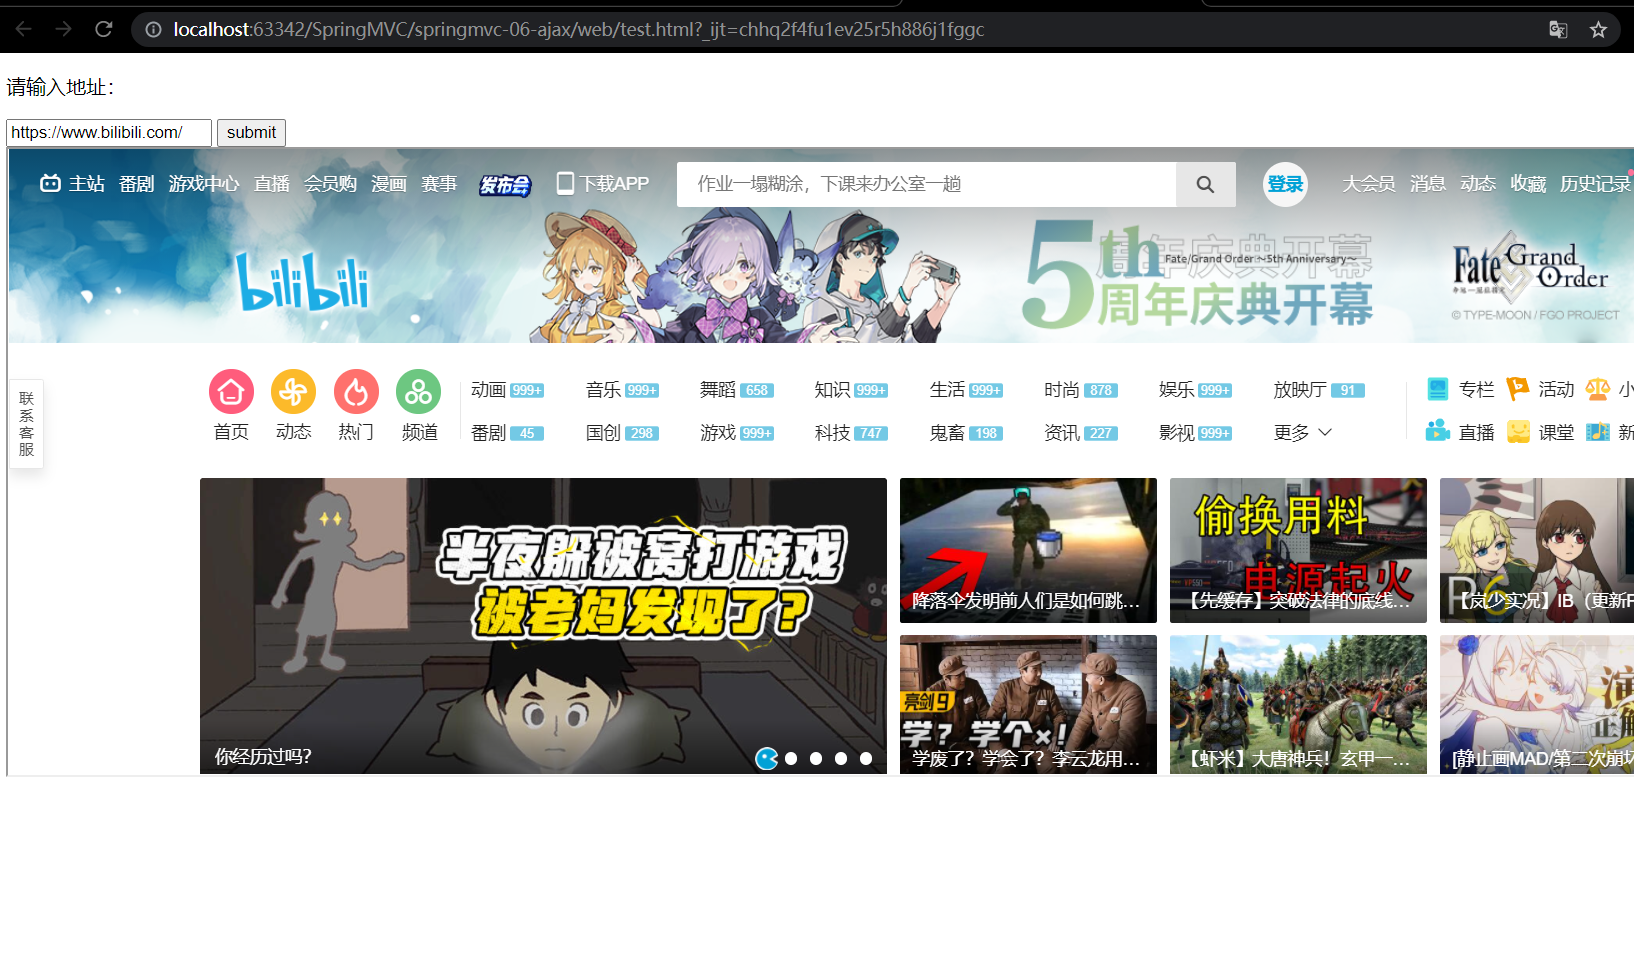 localhost:63342/SpringMVC/springmvc-06-ajax/web/test.html?_ijt=chhq2f4fu1ev25r5h886j1fggc
请输入地址：
https://www.bilibili.com/ submit
主站 番剧 游戏中心 直播 会员购 漫画 赛事 发布会 下载APP 作业一塌糊涂，下课来办公室一趟 登录 大会员 消息 动态 收藏 历史记录
bilibili
5th 周年庆典开幕
Fate/Grand Order ～5th Anniversary～
周年庆典开幕
Fate Grand Order
© TYPE-MOON / FGO PROJECT
联系客服
动画 999+ 音乐 999+ 舞蹈 658 知识 999+ 生活 999+ 时尚 878 娱乐 999+ 放映厅 91 专栏 活动 小
首页 动态 热门 频道 番剧 45 国创 298 游戏 999+ 科技 747 鬼畜 198 资讯 227 影视 999+ 更多 直播 课堂 新
半夜躲被窝打游戏
被老妈发现了？
你经历过吗？
降落伞发明前人们是如何跳...
偷换用料
电源起火
【先缓存】突破法律的底线...
R6
【岚少实况】IB（更新R
亮剑9
学？学个×！
学废了？学会了？李云龙用...
【虾米】大唐神兵！玄甲一...
[静止画MAD/第二次崩坏